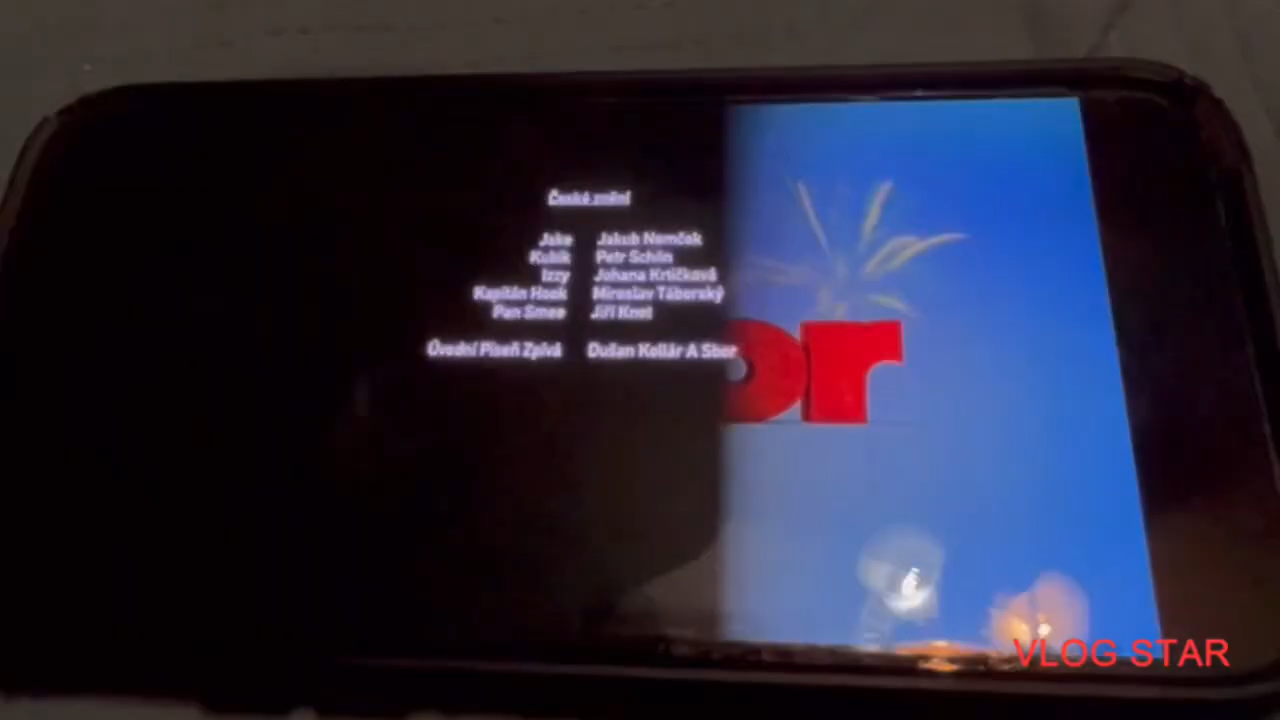 České znění
Jake Jakub Nemčok
Kubík Petr Schlin
Izzy Johana Krtičková
Kapitán Hook Miroslav Táborský
Pan Smee Jiří Knot
Úvodní Píseň Zpívá Dušan Kollár A Sbor
or
VLOG STAR